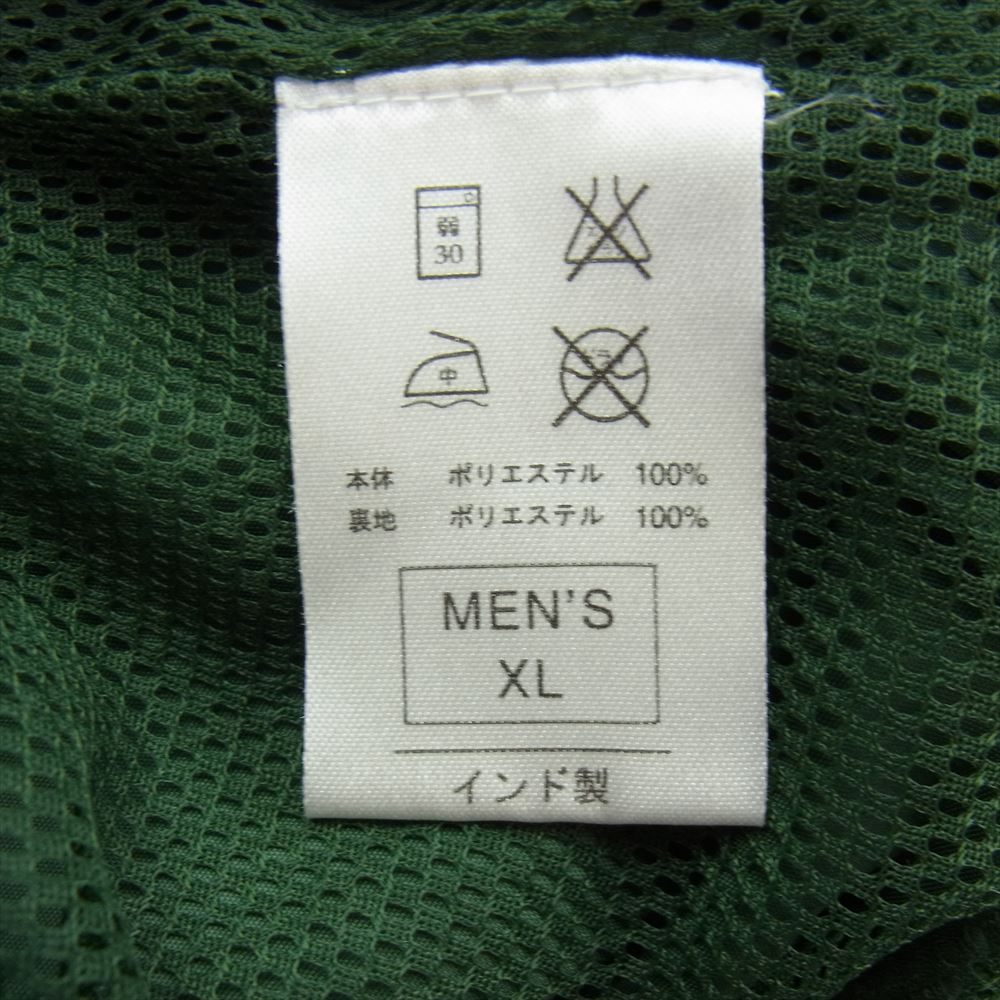 弱
30
中
本体 ポリエステル 100%
裏地 ポリエステル 100%
MEN'S
XL
インド製